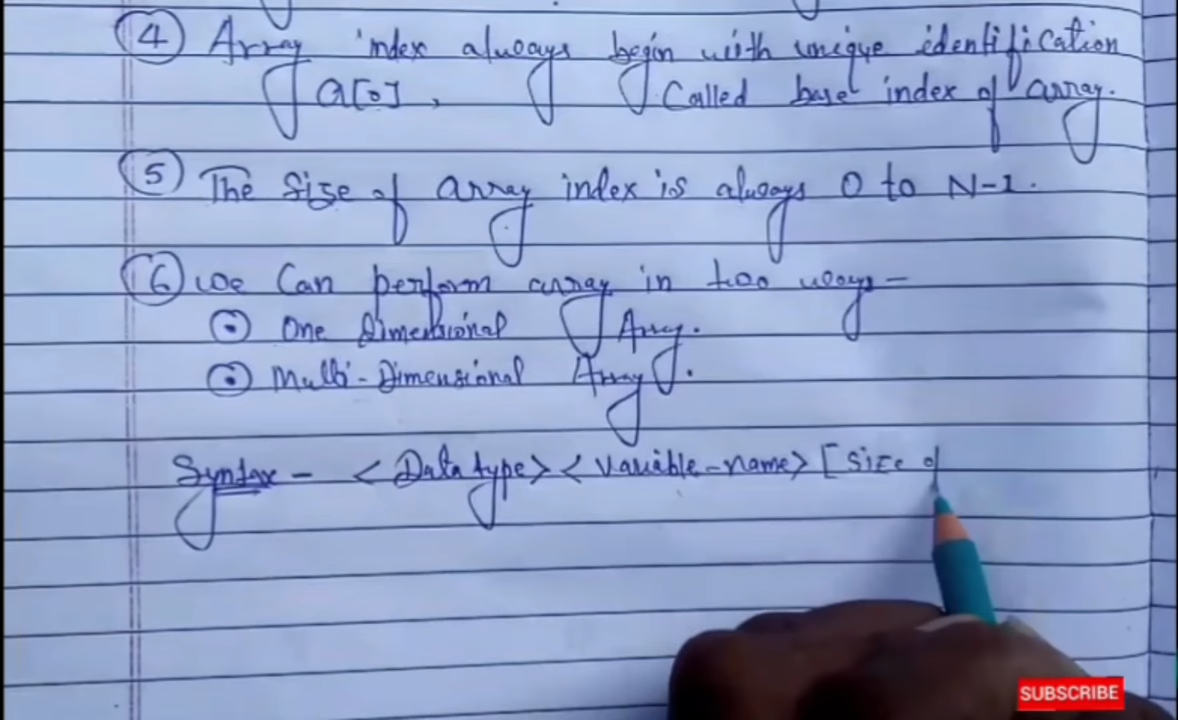 ④ Array index always begin with unique identification
a[0], Called base index of array.
⑤ The Size of array index is always 0 to N-1.
⑥ we Can perform array in two ways-
⊙ One Dimensional Array.
⊙ Multi-Dimensional Array.
Syntax - <Data type> <variable-name> [Size of
SUBSCRIBE